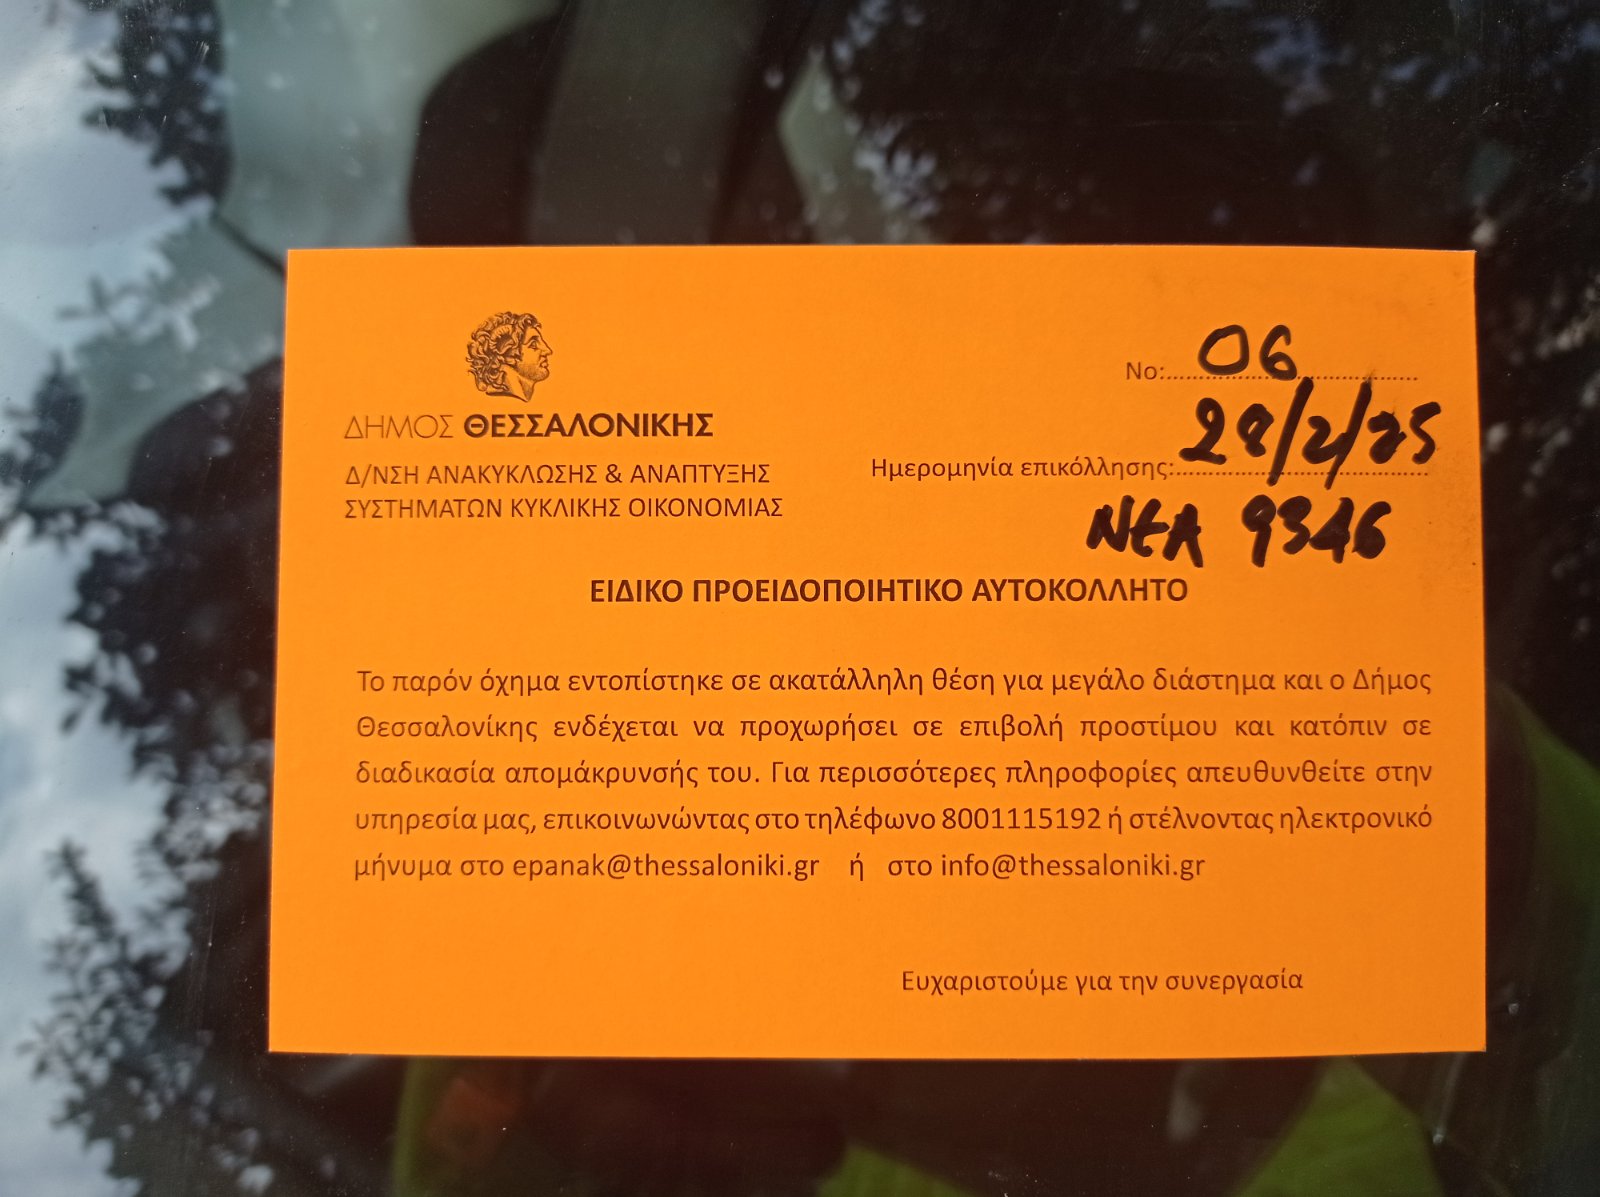 Νο:.... 06
ΔΗΜΟΣ ΘΕΣΣΑΛΟΝΙΚΗΣ
Δ/ΝΣΗ ΑΝΑΚΥΚΛΩΣΗΣ & ΑΝΑΠΤΥΞΗΣ
ΣΥΣΤΗΜΑΤΩΝ ΚΥΚΛΙΚΗΣ ΟΙΚΟΝΟΜΙΑΣ
Ημερομηνία επικόλλησης:.... 28/2/25
ΝΕΑ 9346
ΕΙΔΙΚΟ ΠΡΟΕΙΔΟΠΟΙΗΤΙΚΟ ΑΥΤΟΚΟΛΛΗΤΟ
Το παρόν όχημα εντοπίστηκε σε ακατάλληλη θέση για μεγάλο διάστημα και ο Δήμος
Θεσσαλονίκης ενδέχεται να προχωρήσει σε επιβολή προστίμου και κατόπιν σε
διαδικασία απομάκρυνσής του. Για περισσότερες πληροφορίες απευθυνθείτε στην
υπηρεσία μας, επικοινωνώντας στο τηλέφωνο 8001115192 ή στέλνοντας ηλεκτρονικό
μήνυμα στο epanak@thessaloniki.gr ή στο info@thessaloniki.gr
Ευχαριστούμε για την συνεργασία